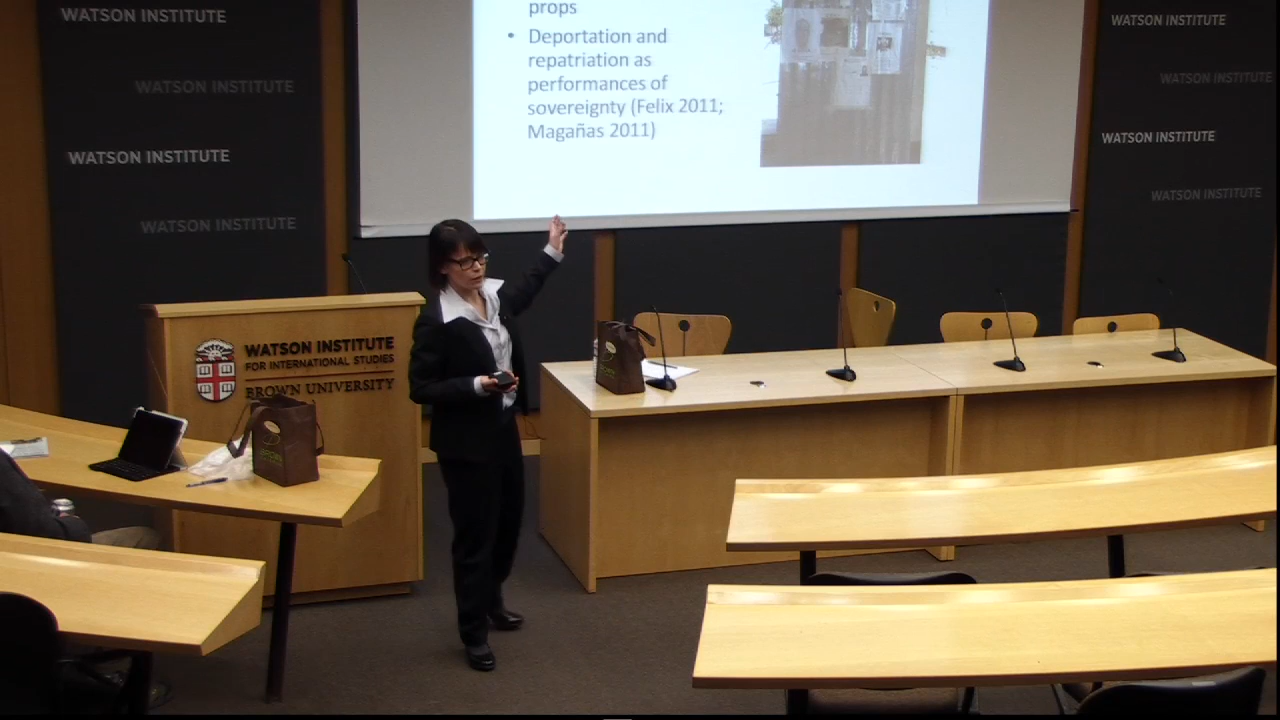 WATSON INSTITUTE
WATSON INSTITUTE
WATSON INSTITUTE
WATSON INSTITUTE
props
• Deportation and
repatriation as
performances of
sovereignty (Felix 2011;
Magañas 2011)
WATSON INSTITUTE
WATSON INSTITUTE
WATSON INSTITUTE
WATSON INSTITUTE
WATSON INSTITUTE
FOR INTERNATIONAL STUDIES
BROWN UNIVERSITY